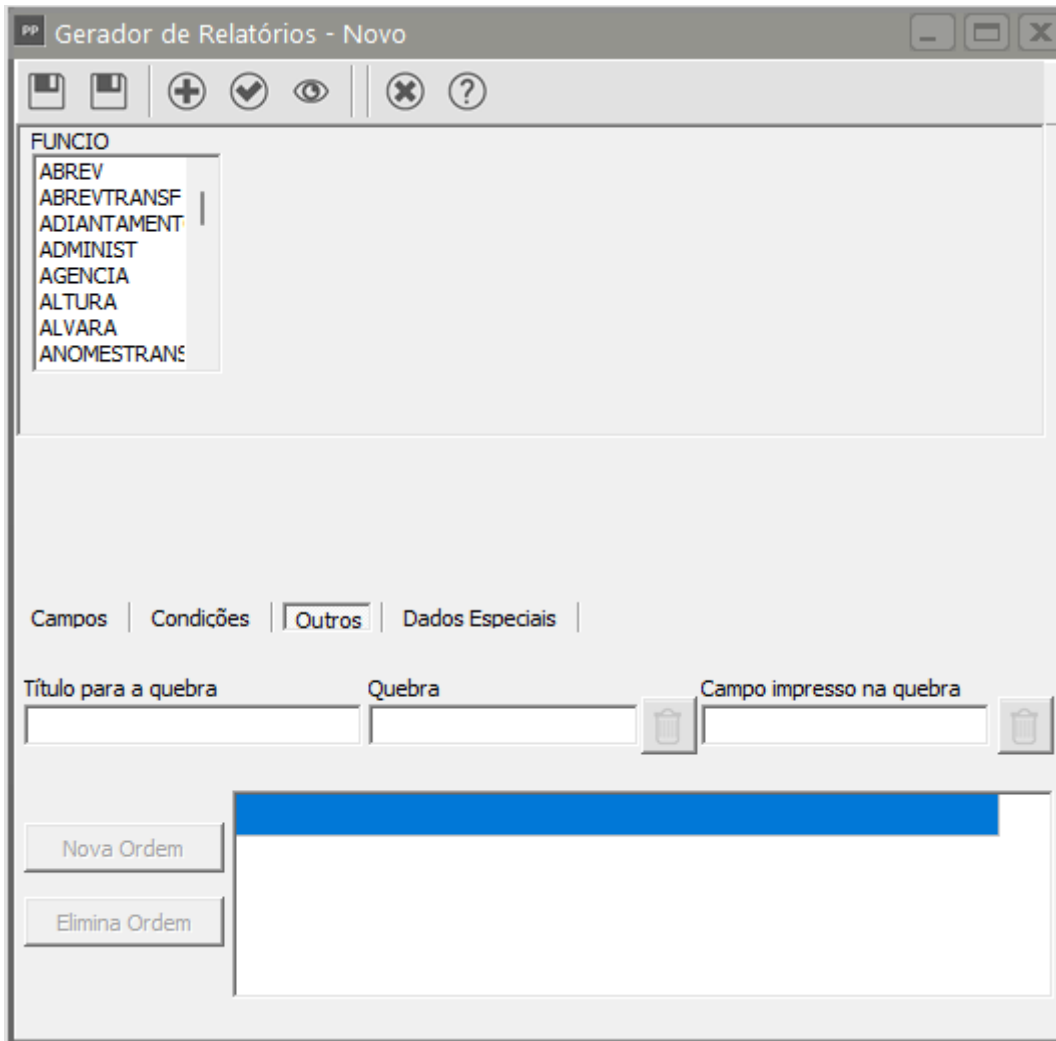 PP Gerador de Relatórios - Novo
FUNCIO
ABREV
ABREVTRANSF
ADIANTAMENT
ADMINIST
AGENCIA
ALTURA
ALVARA
ANOMESTRANS
Campos Condições Outros Dados Especiais
Título para a quebra Quebra Campo impresso na quebra
Nova Ordem
Elimina Ordem